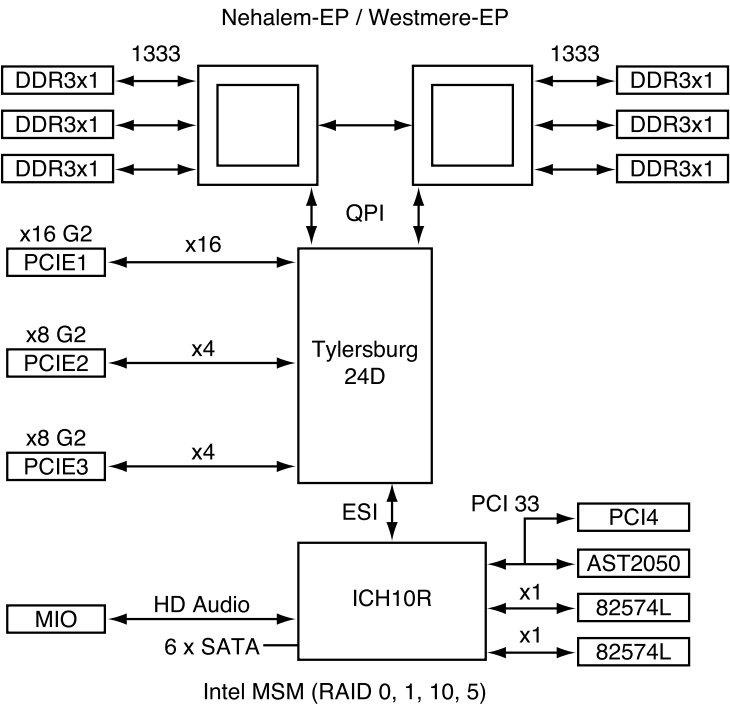 Nehalem-EP / Westmere-EP
1333
1333
DDR3x1
DDR3x1
DDR3x1
DDR3x1
DDR3x1
DDR3x1
QPI
x16 G2
x16
PCIE1
x8 G2
x4
PCIE2
Tylersburg
24D
x8 G2
x4
PCIE3
ESI
PCI 33
PCI4
AST2050
ICH10R
x1
82574L
HD Audio
MIO
x1
82574L
6 x SATA
Intel MSM (RAID 0, 1, 10, 5)